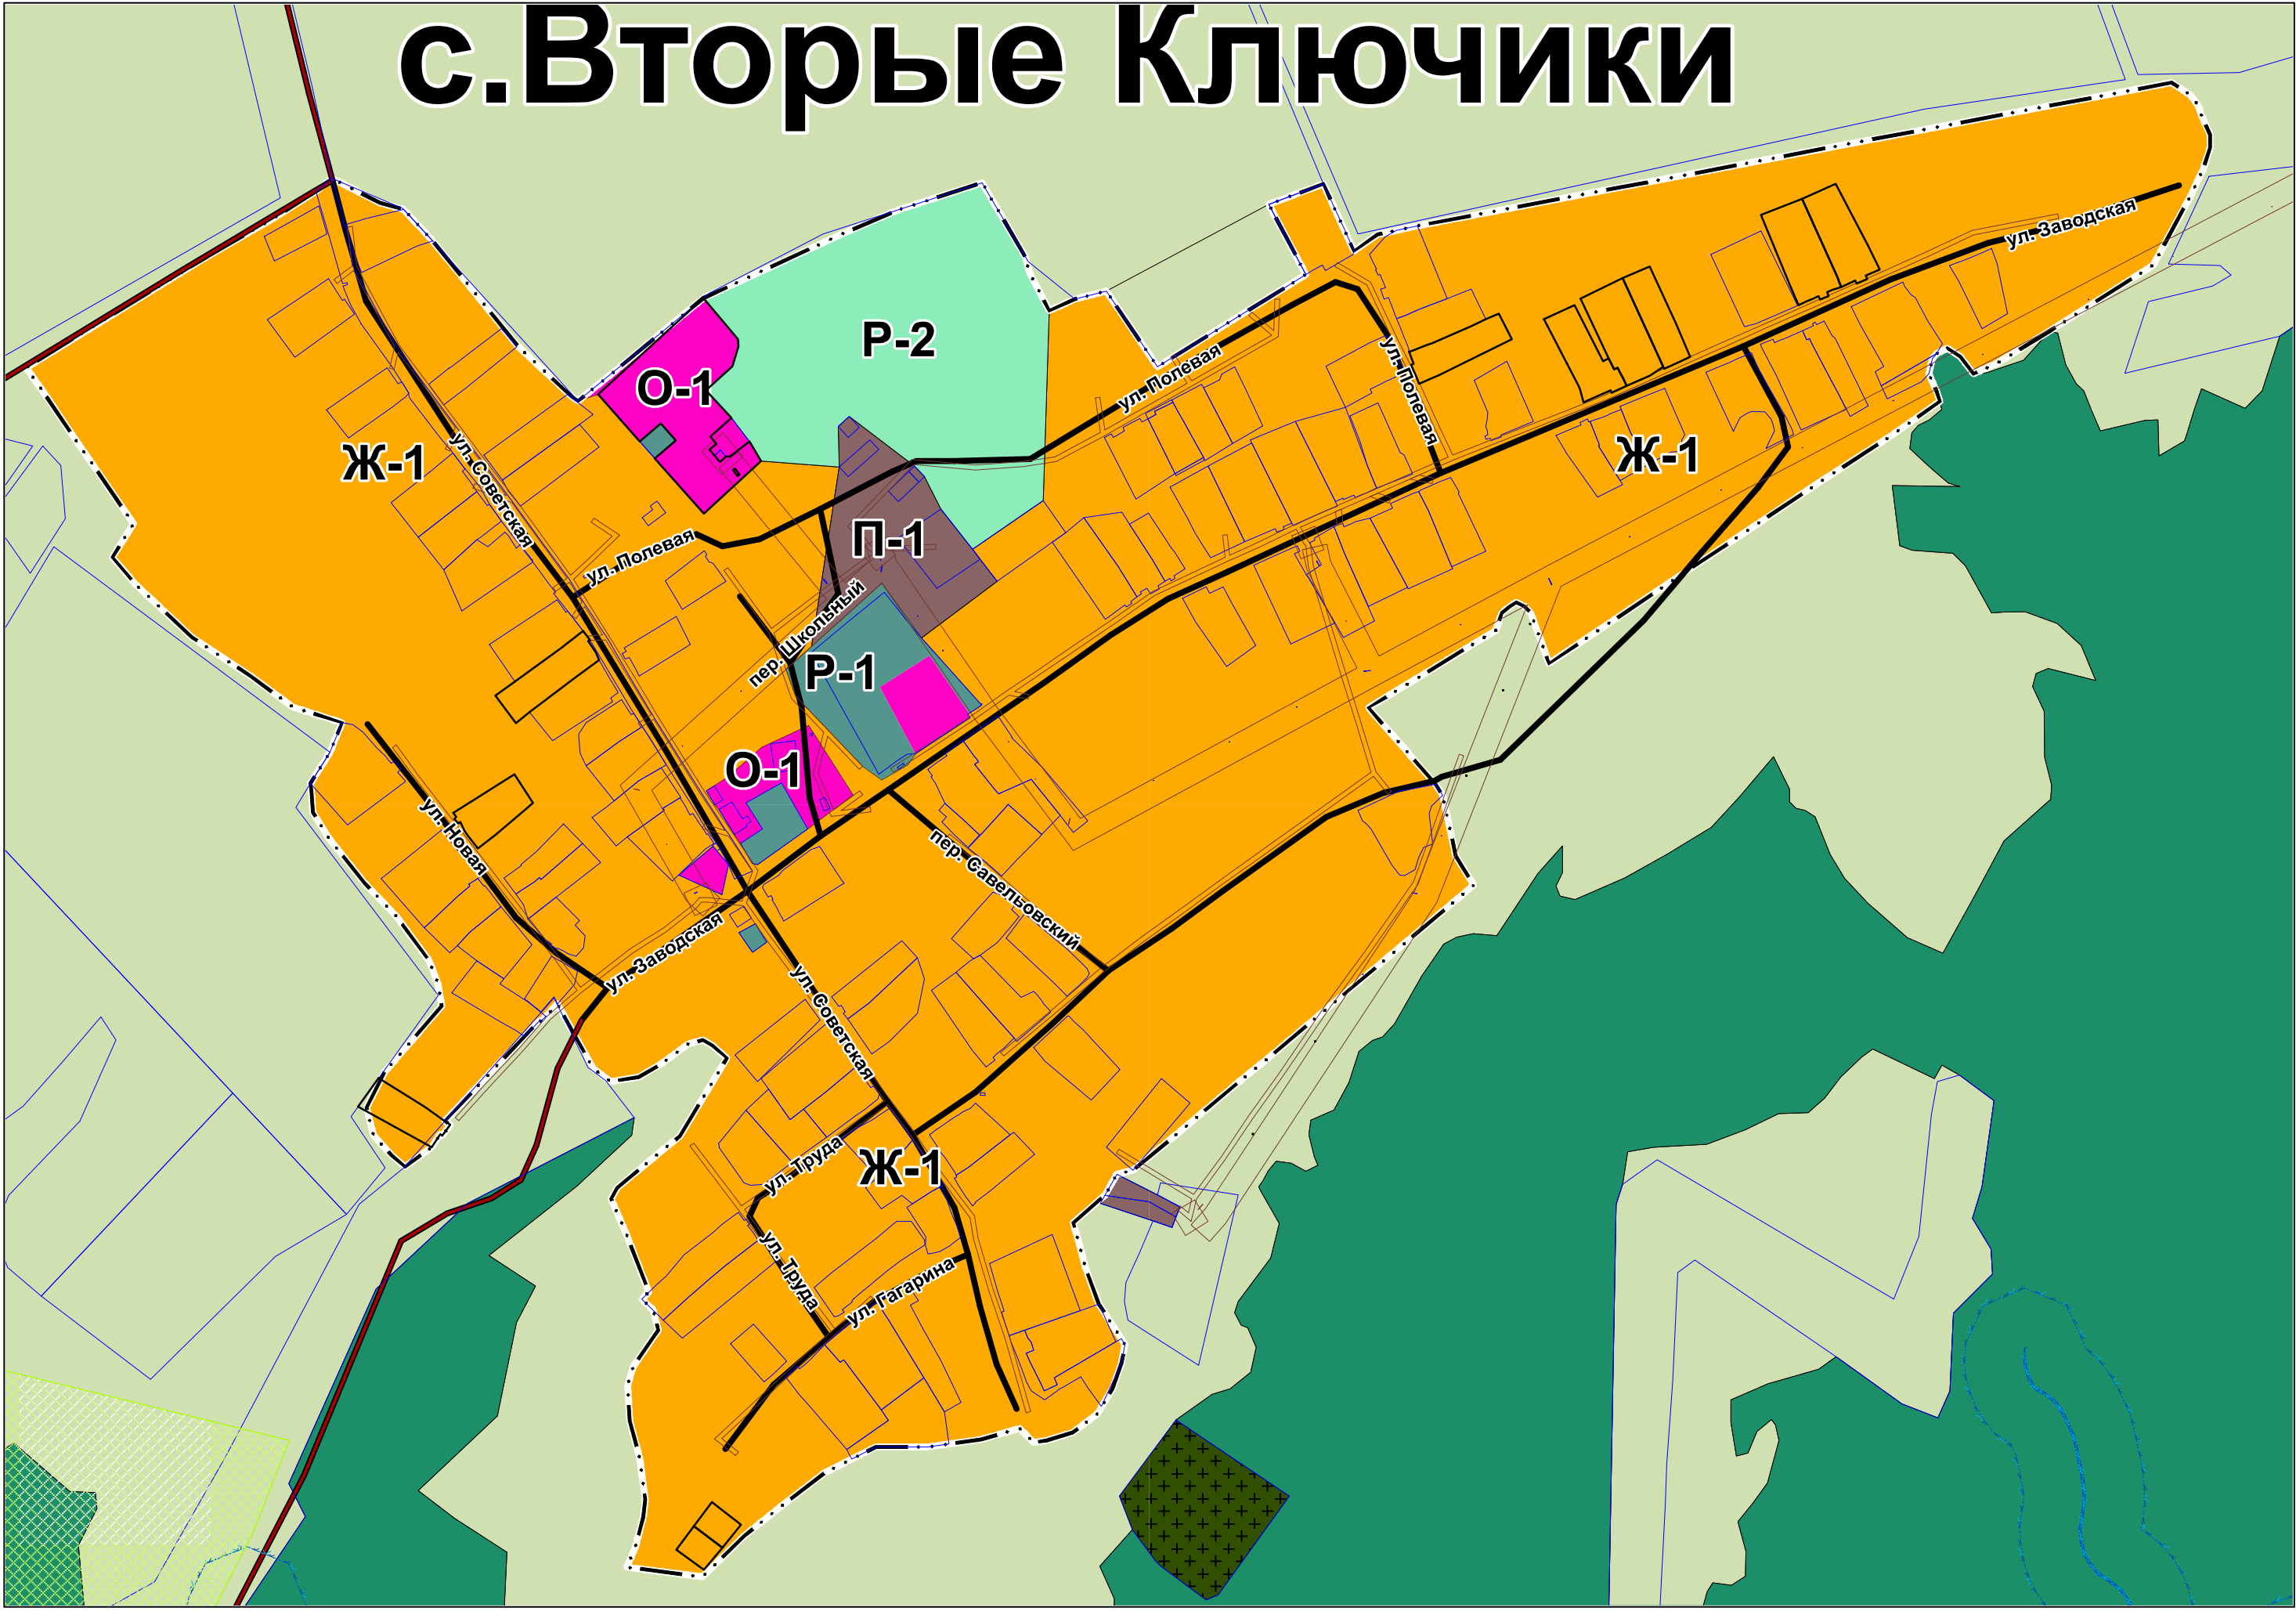 с.Вторые Ключики
ул. Заводская
Р-2
О-1
ул. Полевая
ул. Полевая
Ж-1
ул. Советская
Ж-1
П-1
ул. Полевая
пер. Школьный
Р-1
О-1
ул. Новая
пер. Савельовский
ул. Заводская
ул. Советская
ул. Труда
Ж-1
ул. Труда
ул. Гагарина